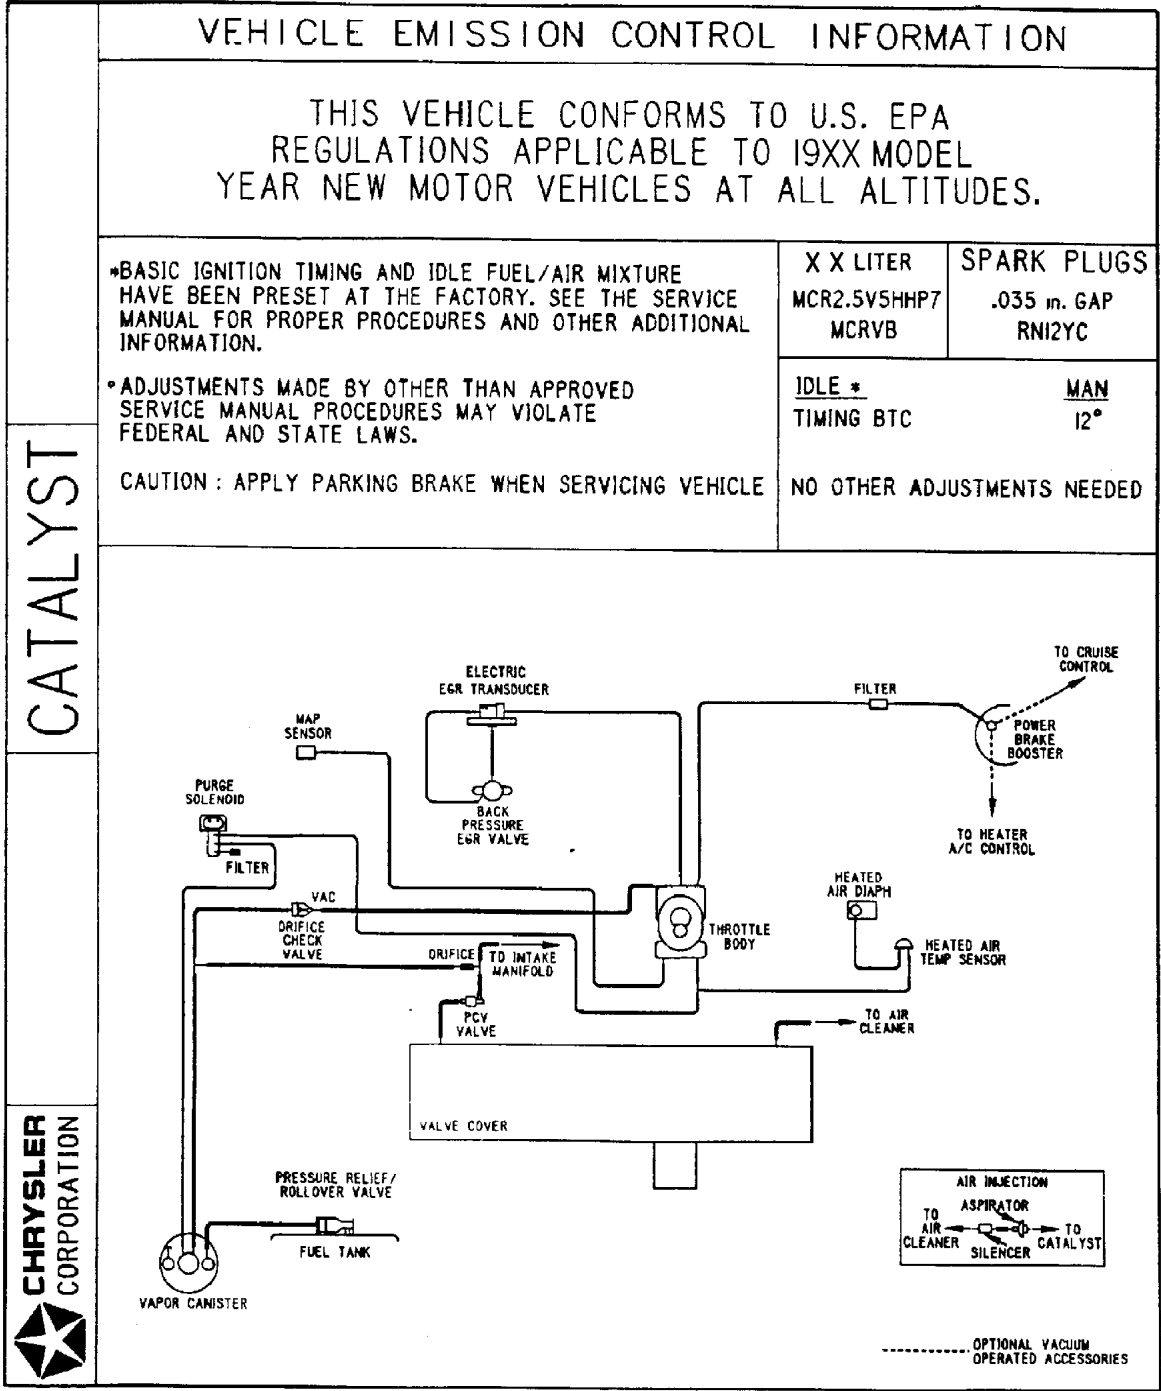 VEHICLE EMISSION CONTROL INFORMATION
THIS VEHICLE CONFORMS TO U.S. EPA
REGULATIONS APPLICABLE TO 19XX MODEL
YEAR NEW MOTOR VEHICLES AT ALL ALTITUDES.
*BASIC IGNITION TIMING AND IDLE FUEL/AIR MIXTURE
HAVE BEEN PRESET AT THE FACTORY. SEE THE SERVICE
MANUAL FOR PROPER PROCEDURES AND OTHER ADDITIONAL
INFORMATION.
°ADJUSTMENTS MADE BY OTHER THAN APPROVED
SERVICE MANUAL PROCEDURES MAY VIOLATE
FEDERAL AND STATE LAWS.
CAUTION : APPLY PARKING BRAKE WHEN SERVICING VEHICLE
X X LITER
MCR2.5V5HHP7
MCRVB
SPARK PLUGS
.035 in. GAP
RN12YC
IDLE * MAN
TIMING BTC 12°
NO OTHER ADJUSTMENTS NEEDED
CATALYST
TO CRUISE
CONTROL
ELECTRIC
EGR TRANSDUCER
FILTER
MAP
SENSOR
POWER
BRAKE
BOOSTER
PURGE
SOLENOID
BACK
PRESSURE
EGR VALVE
TO HEATER
A/C CONTROL
FILTER
HEATED
AIR DIAPH
VAC
ORIFICE
CHECK
VALVE
THROTTLE
BODY
ORIFICE
TO INTAKE
MANIFOLD
HEATED AIR
TEMP SENSOR
PCV
VALVE
TO AIR
CLEANER
VALVE COVER
CHRYSLER
CORPORATION
PRESSURE RELIEF/
ROLLOVER VALVE
FUEL TANK
VAPOR CANISTER
AIR INJECTION
ASPIRATOR
TO
AIR
CLEANER
SILENCER
TO
CATALYST
OPTIONAL VACUUM
OPERATED ACCESSORIES